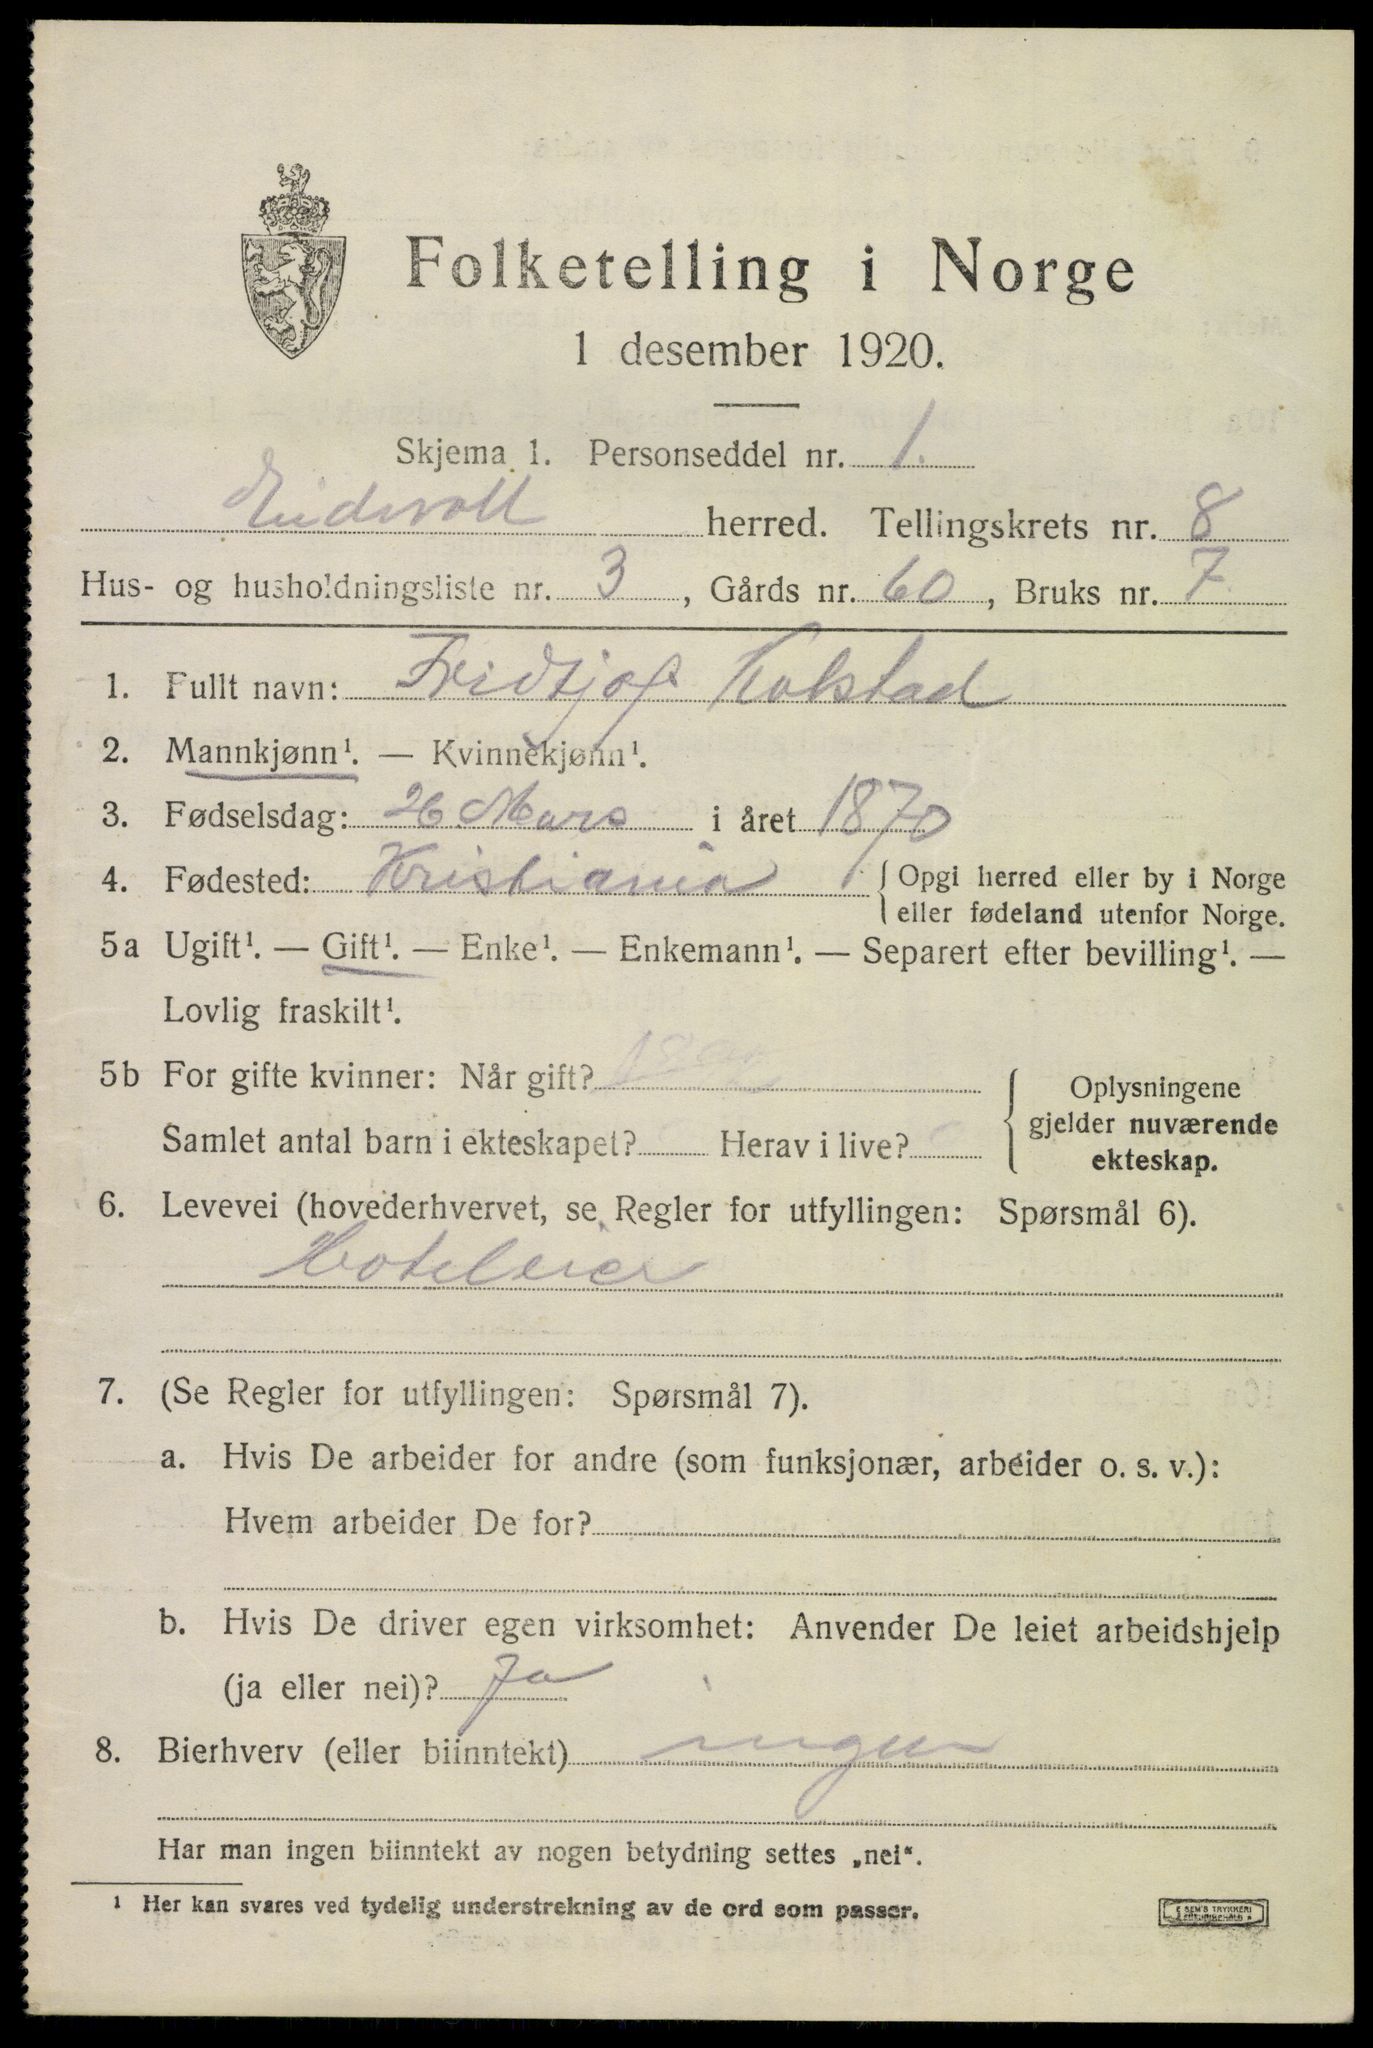 Folketelling i Norge
1 desember 1920.
Skjema 1. Personseddel nr. 1.
Eidsvoll herred. Tellingskrets nr. 8
Hus- og husholdningsliste nr. 3, Gårds nr. 60, Bruks nr. 7
1. Fullt navn: Fridtjof Kolstad
2. Mannkjønn¹. — Kvinnekjønn¹.
3. Fødselsdag: 26 Mars i året 1870
4. Fødested: Kristiania { Opgi herred eller by i Norge
eller fødeland utenfor Norge.
5a Ugift¹. — Gift¹. — Enke¹. — Enkemann¹. — Separert efter bevilling¹. —
Lovlig fraskilt¹.
5b For gifte kvinner: Når gift?
Samlet antal barn i ekteskapet? Herav i live?
{ Oplysningene
gjelder nuværende
ekteskap.
6. Levevei (hovederhvervet, se Regler for utfyllingen: Spørsmål 6).
Hoteleier
7. (Se Regler for utfyllingen: Spørsmål 7).
a. Hvis De arbeider for andre (som funksjonær, arbeider o. s. v.):
Hvem arbeider De for?
b. Hvis De driver egen virksomhet: Anvender De leiet arbeidshjelp
(ja eller nei)? Ja
8. Bierhverv (eller biinntekt) ingen
Har man ingen biinntekt av nogen betydning settes „nei“.
¹ Her kan svares ved tydelig understrekning av de ord som passer.
SEM'S TRYKKERI